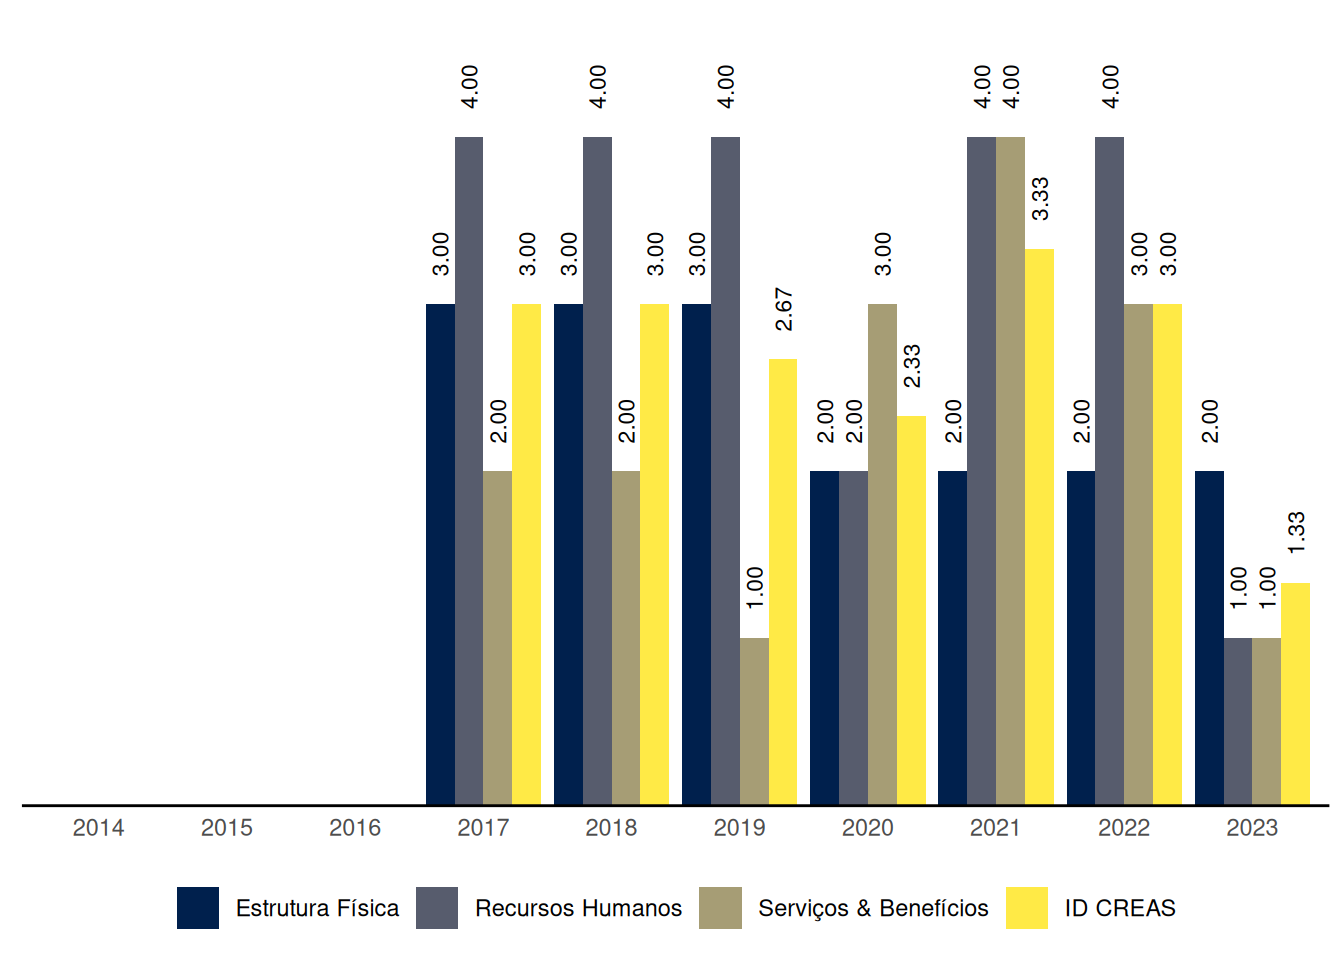 3.00 4.00 2.00 3.00
3.00 4.00 2.00 3.00
3.00 4.00 1.00 2.67
2.00 2.00 3.00 2.33
2.00 4.00 4.00 3.33
2.00 4.00 3.00 3.00
2.00 1.00 1.00 1.33
2014 2015 2016 2017 2018 2019 2020 2021 2022 2023
Estrutura Física Recursos Humanos Serviços & Benefícios ID CREAS